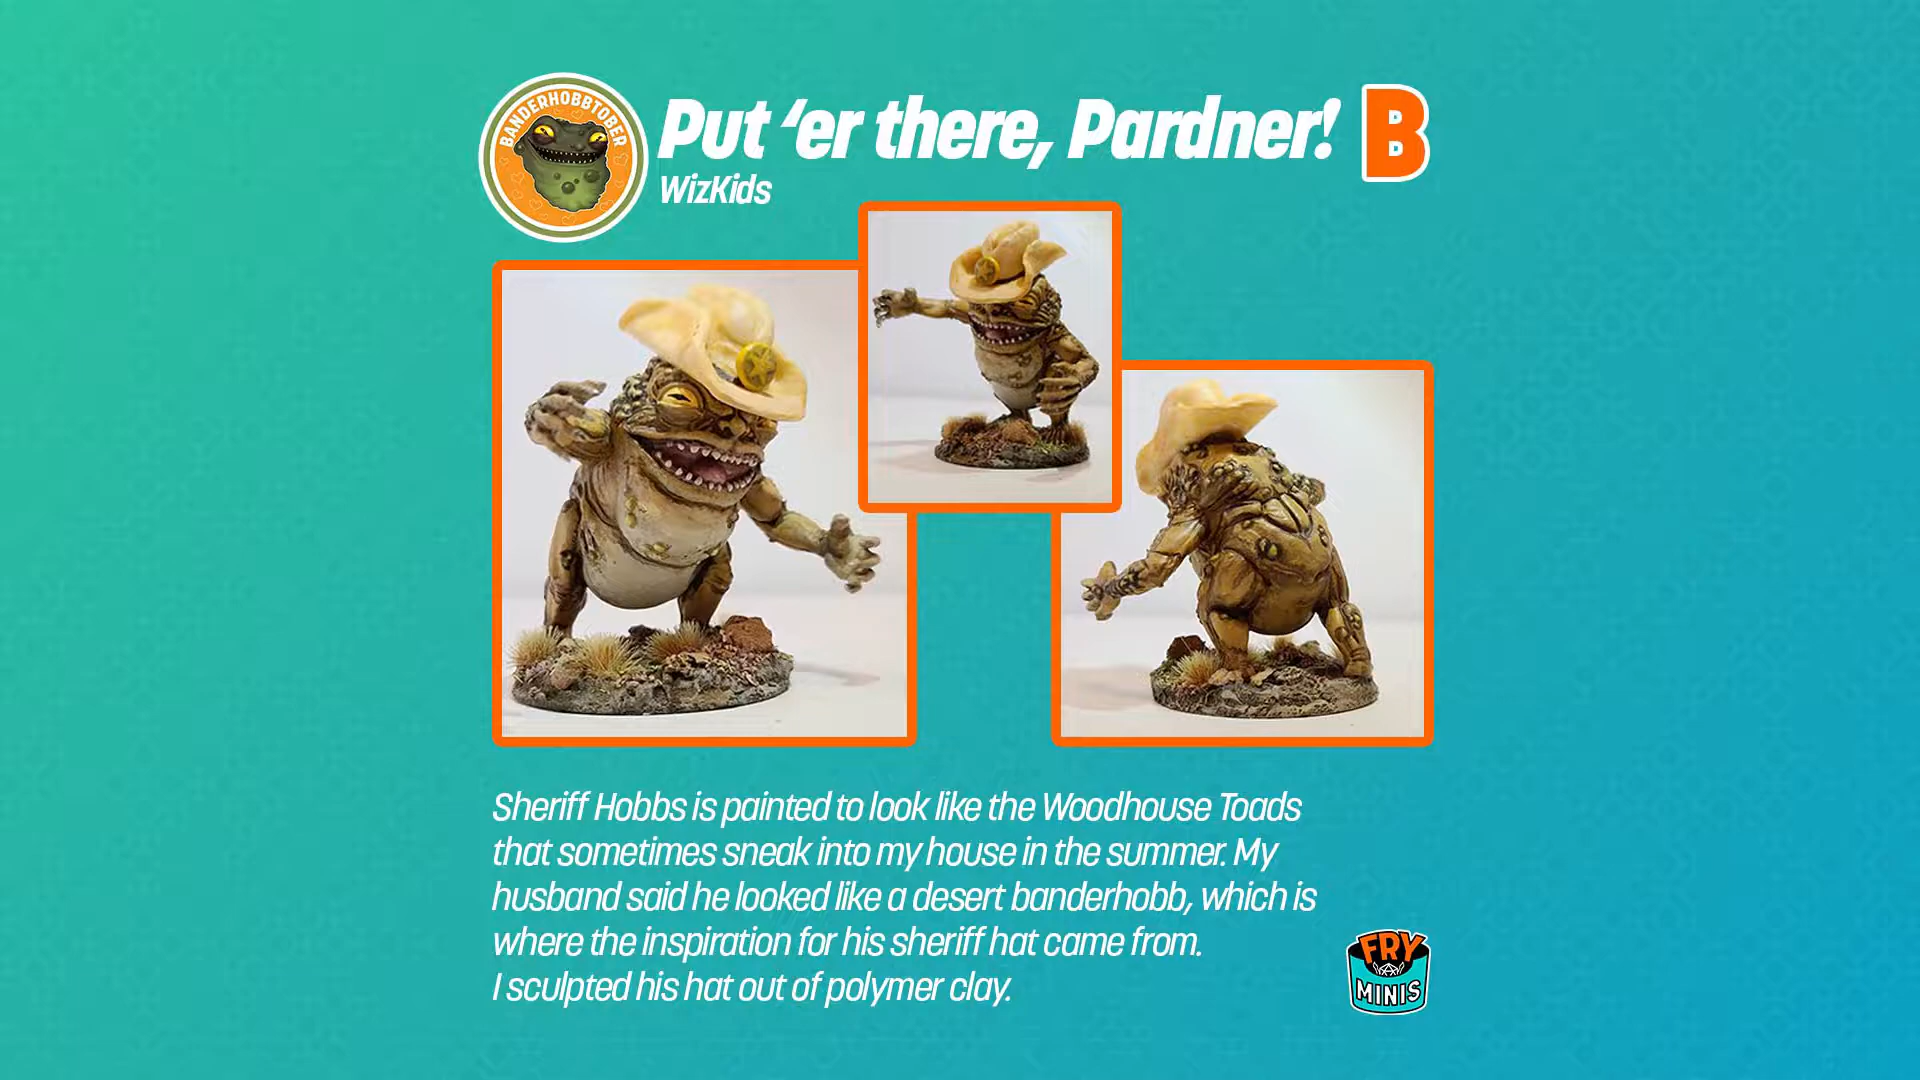 BANDERHOBBTOBER
Put ‘er there, Pardner!
B
WizKids
Sheriff Hobbs is painted to look like the Woodhouse Toads
that sometimes sneak into my house in the summer. My
husband said he looked like a desert banderhobb, which is
where the inspiration for his sheriff hat came from.
I sculpted his hat out of polymer clay.
FRY
MINIS